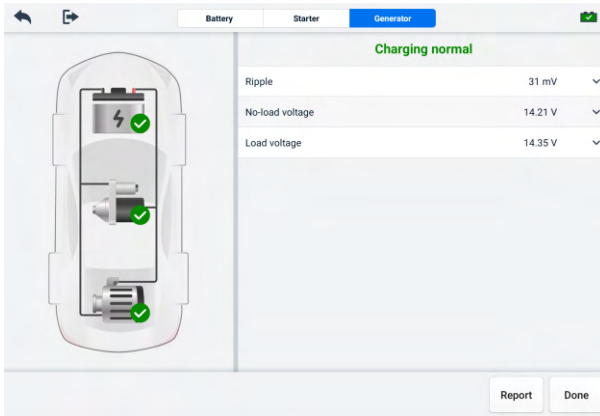 Battery Starter Generator
Charging normal
Ripple 31 mV
No-load voltage 14.21 V
Load voltage 14.35 V
Report Done